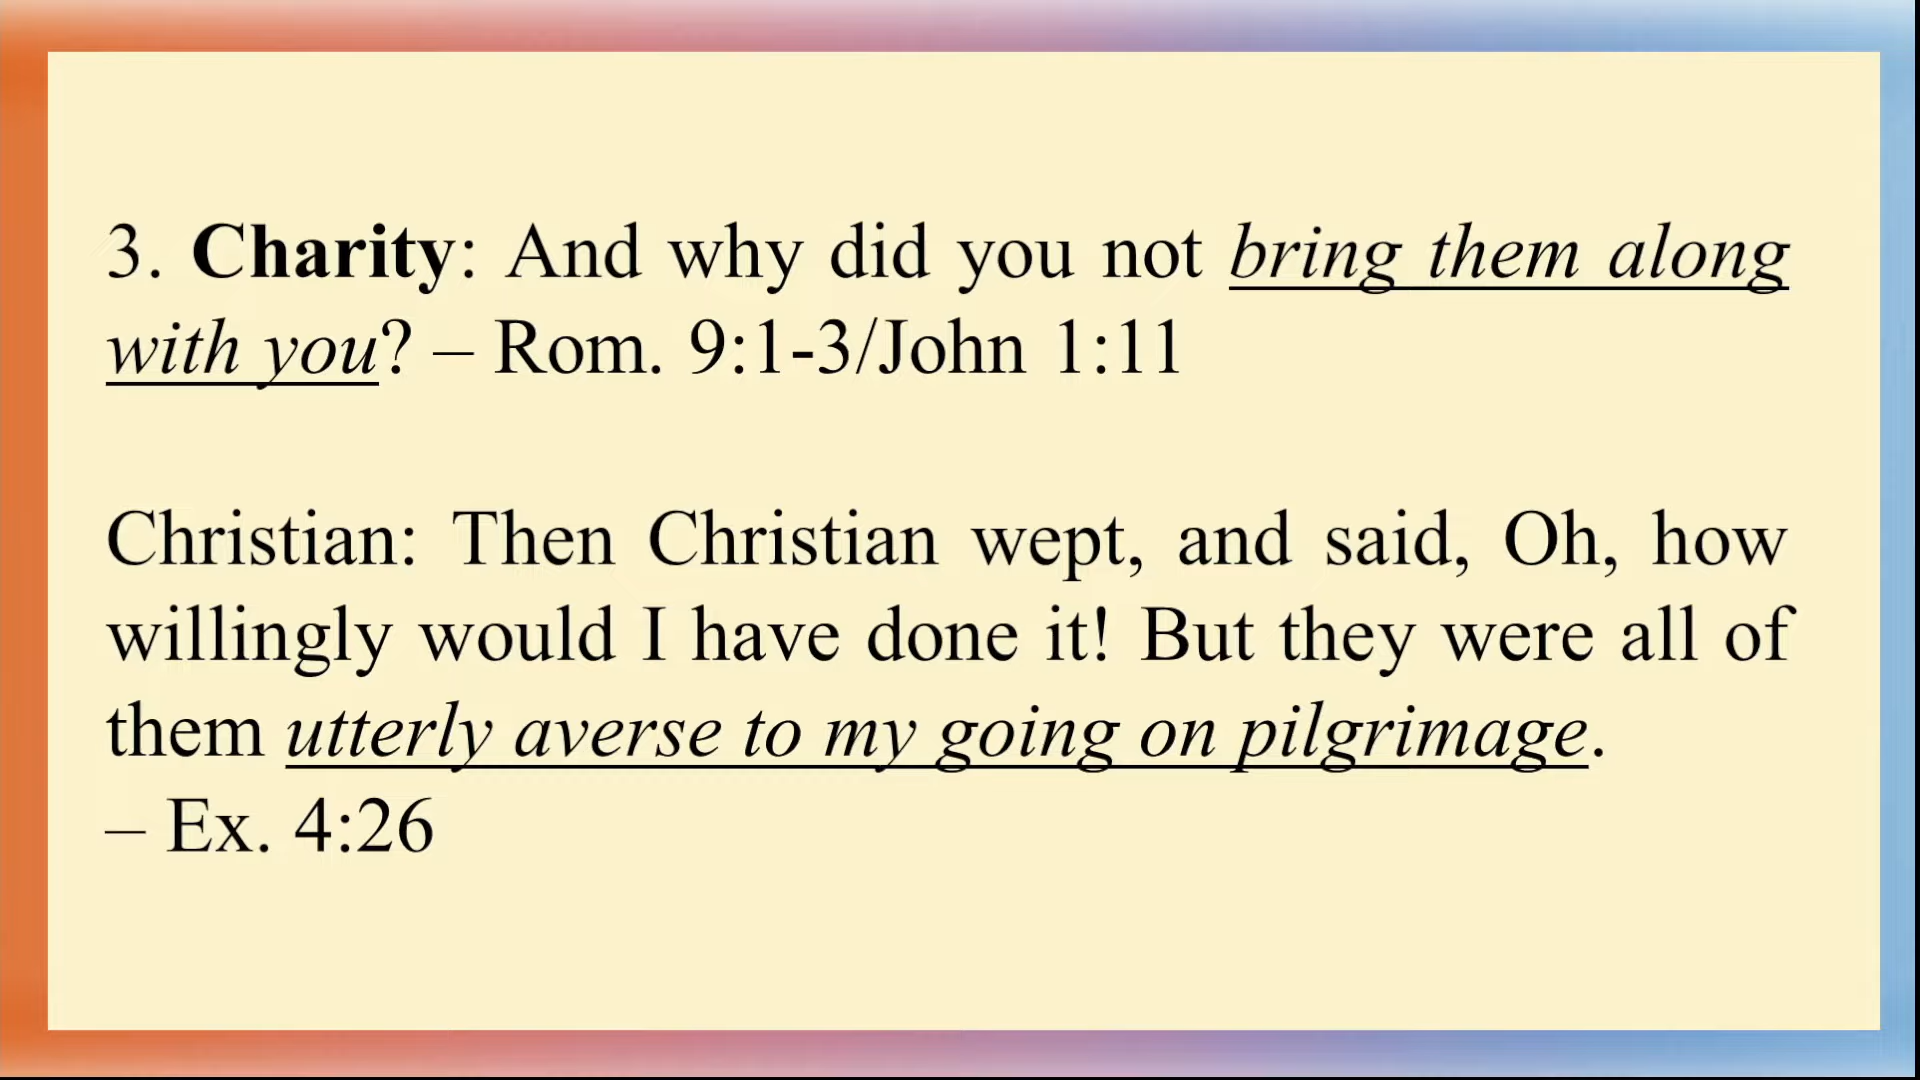 3. Charity: And why did you not bring them along
with you? – Rom. 9:1-3/John 1:11
Christian: Then Christian wept, and said, Oh, how
willingly would I have done it! But they were all of
them utterly averse to my going on pilgrimage.
– Ex. 4:26